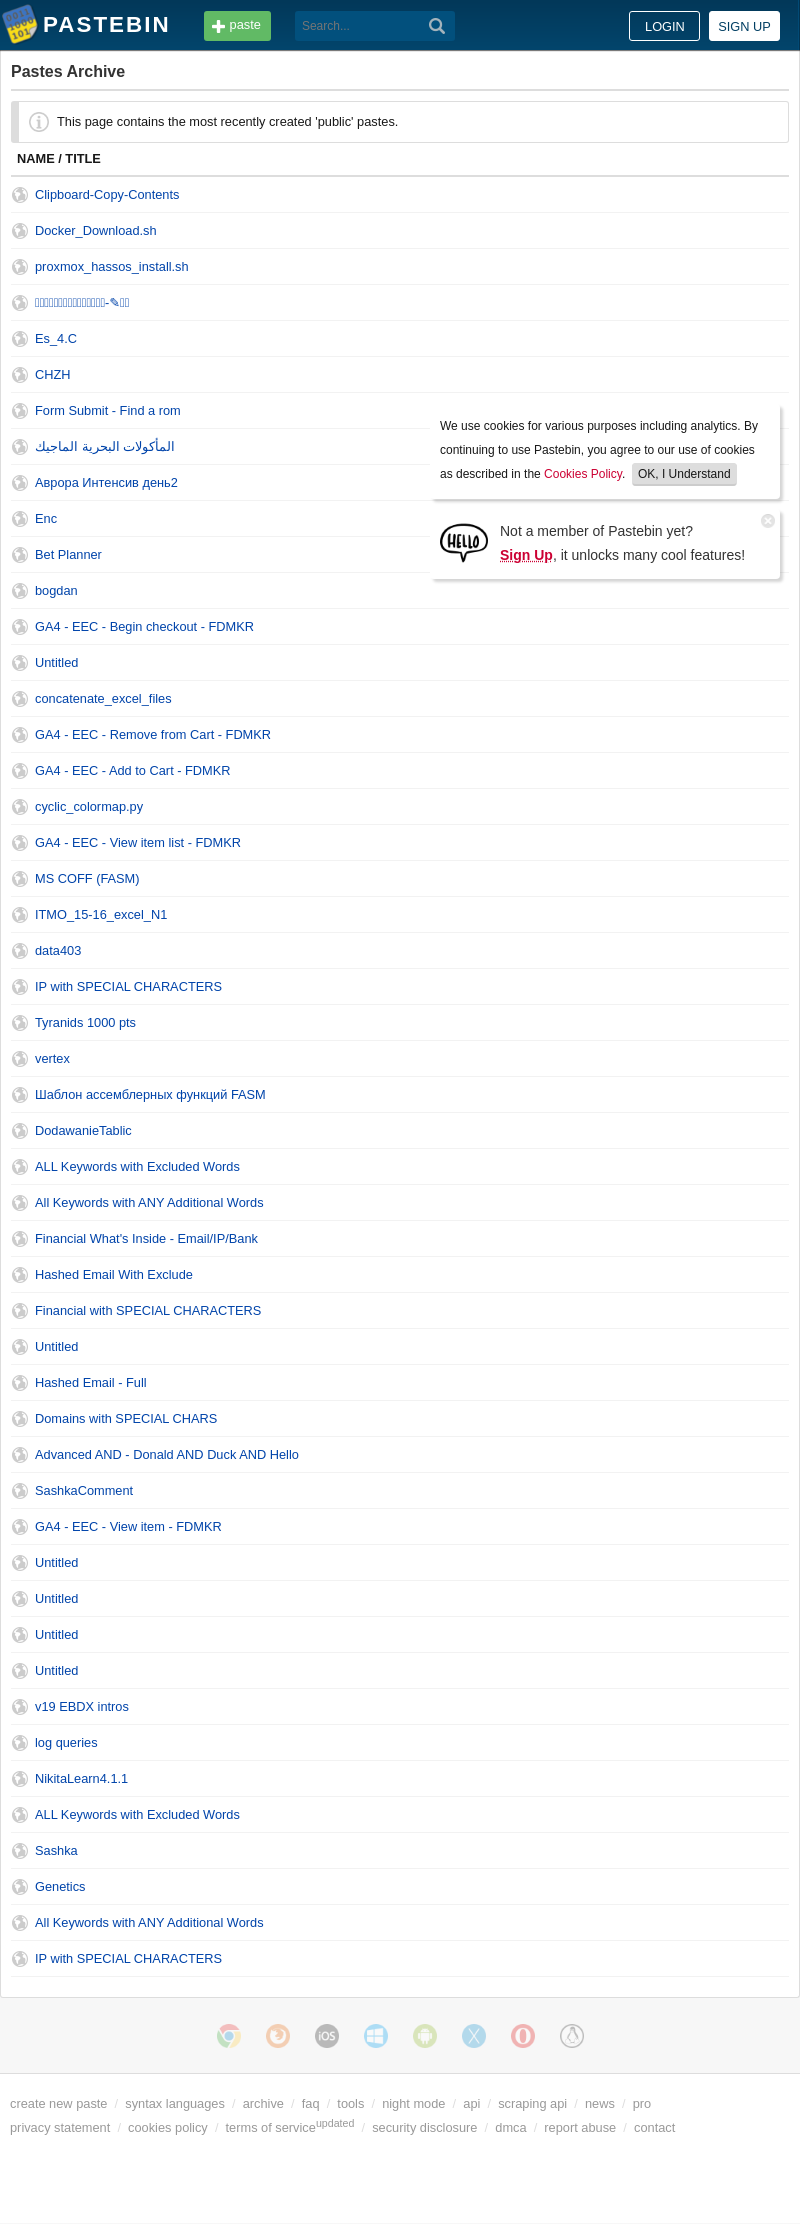 PASTEBIN
paste
Search...
LOGIN
SIGN UP
Pastes Archive
This page contains the most recently created 'public' pastes.
NAME / TITLE
Clipboard-Copy-Contents
Docker_Download.sh
proxmox_hassos_install.sh
Es_4.C
CHZH
Form Submit - Find a rom
المأكولات البحرية الماجيك
Аврора Интенсив день2
Enc
Bet Planner
bogdan
We use cookies for various purposes including analytics. By
continuing to use Pastebin, you agree to our use of cookies
as described in the Cookies Policy. OK, I Understand
HELLO
Not a member of Pastebin yet?
Sign Up, it unlocks many cool features!
GA4 - EEC - Begin checkout - FDMKR
Untitled
concatenate_excel_files
GA4 - EEC - Remove from Cart - FDMKR
GA4 - EEC - Add to Cart - FDMKR
cyclic_colormap.py
GA4 - EEC - View item list - FDMKR
MS COFF (FASM)
ITMO_15-16_excel_N1
data403
IP with SPECIAL CHARACTERS
Tyranids 1000 pts
vertex
Шаблон ассемблерных функций FASM
DodawanieTablic
ALL Keywords with Excluded Words
All Keywords with ANY Additional Words
Financial What's Inside - Email/IP/Bank
Hashed Email With Exclude
Financial with SPECIAL CHARACTERS
Untitled
Hashed Email - Full
Domains with SPECIAL CHARS
Advanced AND - Donald AND Duck AND Hello
SashkaComment
GA4 - EEC - View item - FDMKR
Untitled
Untitled
Untitled
Untitled
v19 EBDX intros
log queries
NikitaLearn4.1.1
ALL Keywords with Excluded Words
Sashka
Genetics
All Keywords with ANY Additional Words
IP with SPECIAL CHARACTERS
iOS
create new paste / syntax languages / archive / faq / tools / night mode / api / scraping api / news / pro
privacy statement / cookies policy / terms of service updated / security disclosure / dmca / report abuse / contact